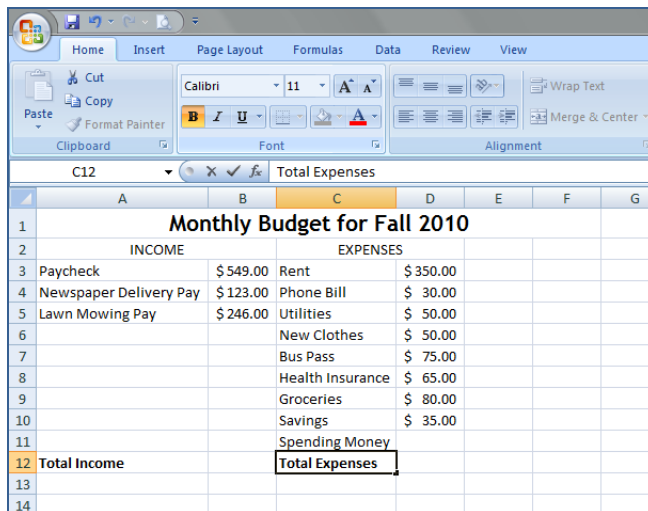 Home Insert Page Layout Formulas Data Review View
Cut
Copy
Format Painter
Paste
Calibri 11 A A
B I U A
Wrap Text
Merge & Center
Clipboard Font Alignment
C12 fx Total Expenses
A B C D E F G
1 Monthly Budget for Fall 2010
2 INCOME EXPENSES
3 Paycheck $ 549.00 Rent $ 350.00
4 Newspaper Delivery Pay $ 123.00 Phone Bill $ 30.00
5 Lawn Mowing Pay $ 246.00 Utilities $ 50.00
6 New Clothes $ 50.00
7 Bus Pass $ 75.00
8 Health Insurance $ 65.00
9 Groceries $ 80.00
10 Savings $ 35.00
11 Spending Money
12 Total Income Total Expenses
13
14